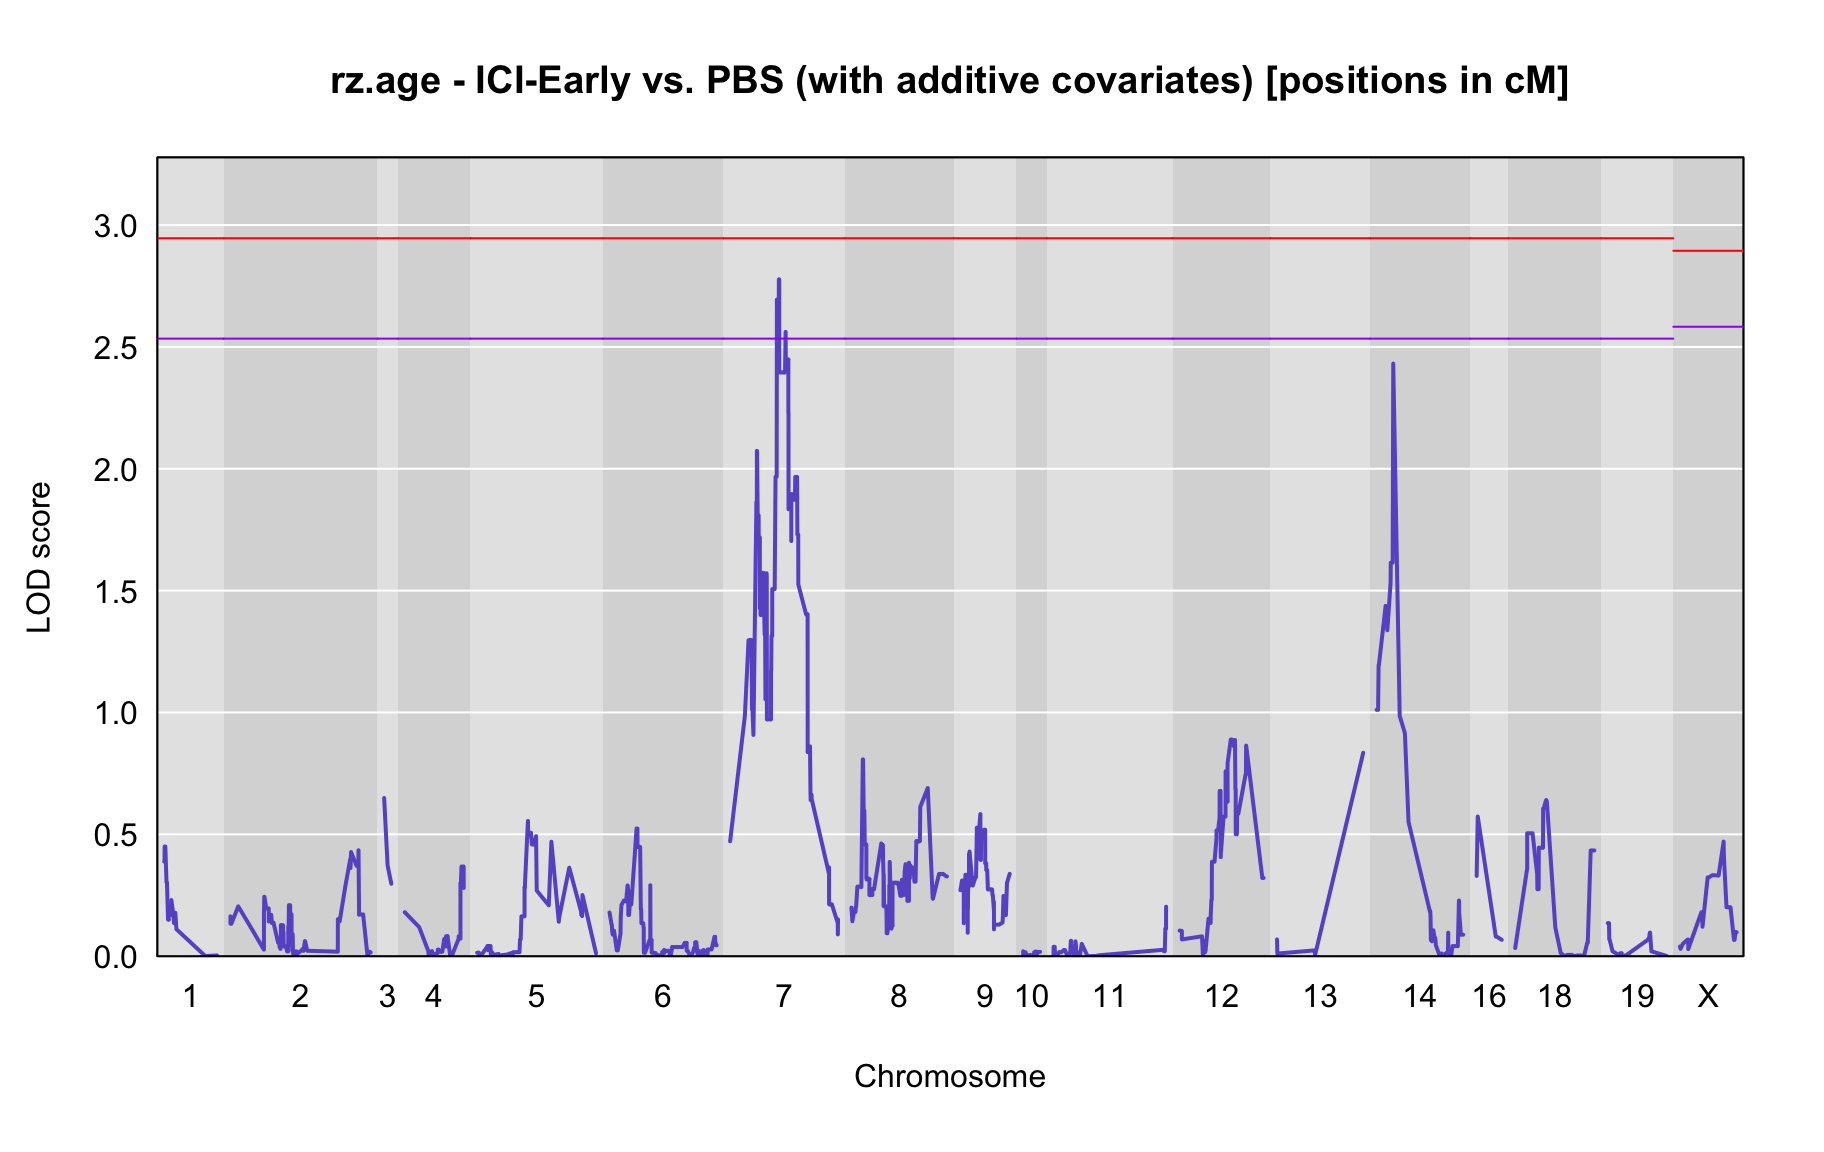 rz.age - ICI-Early vs. PBS (with additive covariates) [positions in cM]
3.0
2.5
2.0
1.5
1.0
0.5
0.0
LOD score
1 2 3 4 5 6 7 8 9 10 11 12 13 14 16 18 19 X
Chromosome